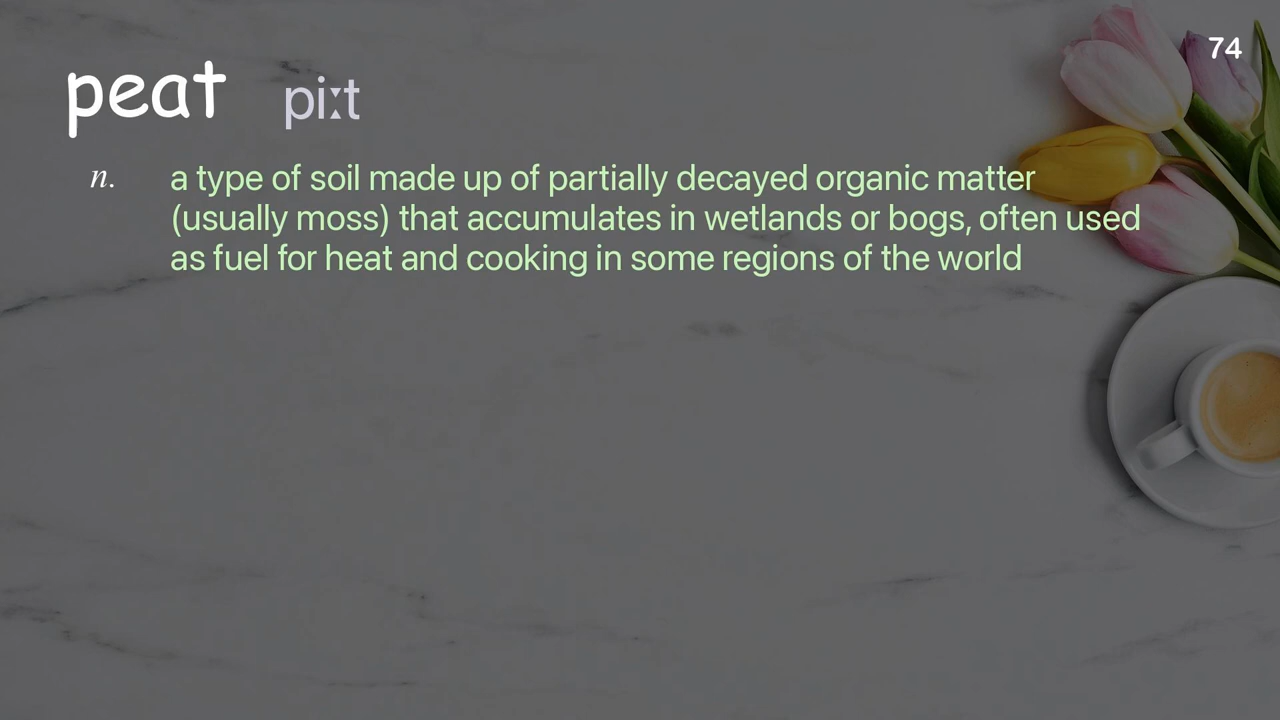 74
peat piːt
n. a type of soil made up of partially decayed organic matter
(usually moss) that accumulates in wetlands or bogs, often used
as fuel for heat and cooking in some regions of the world